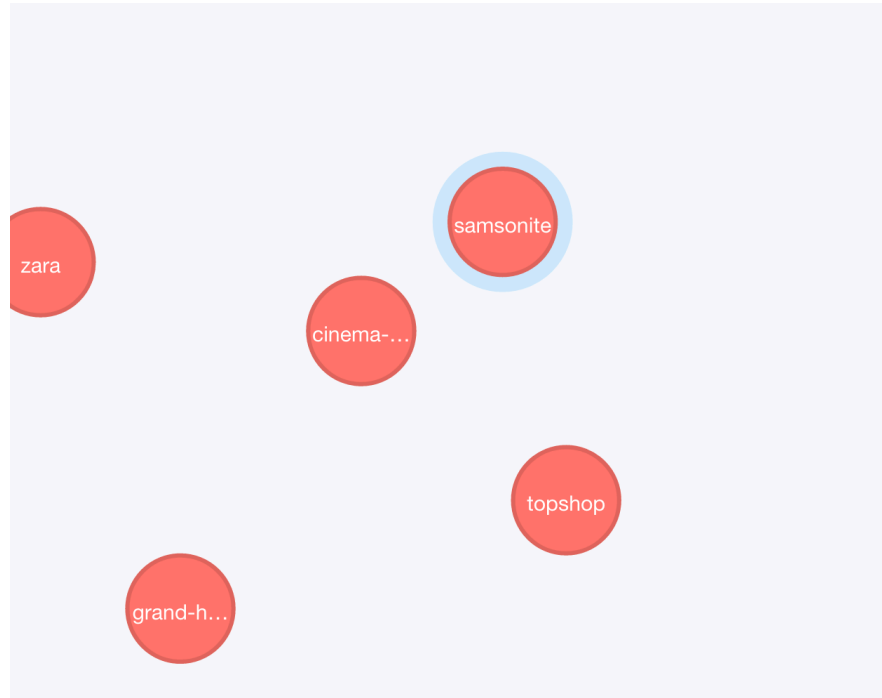 samsonite
zara
cinema-...
topshop
grand-h...